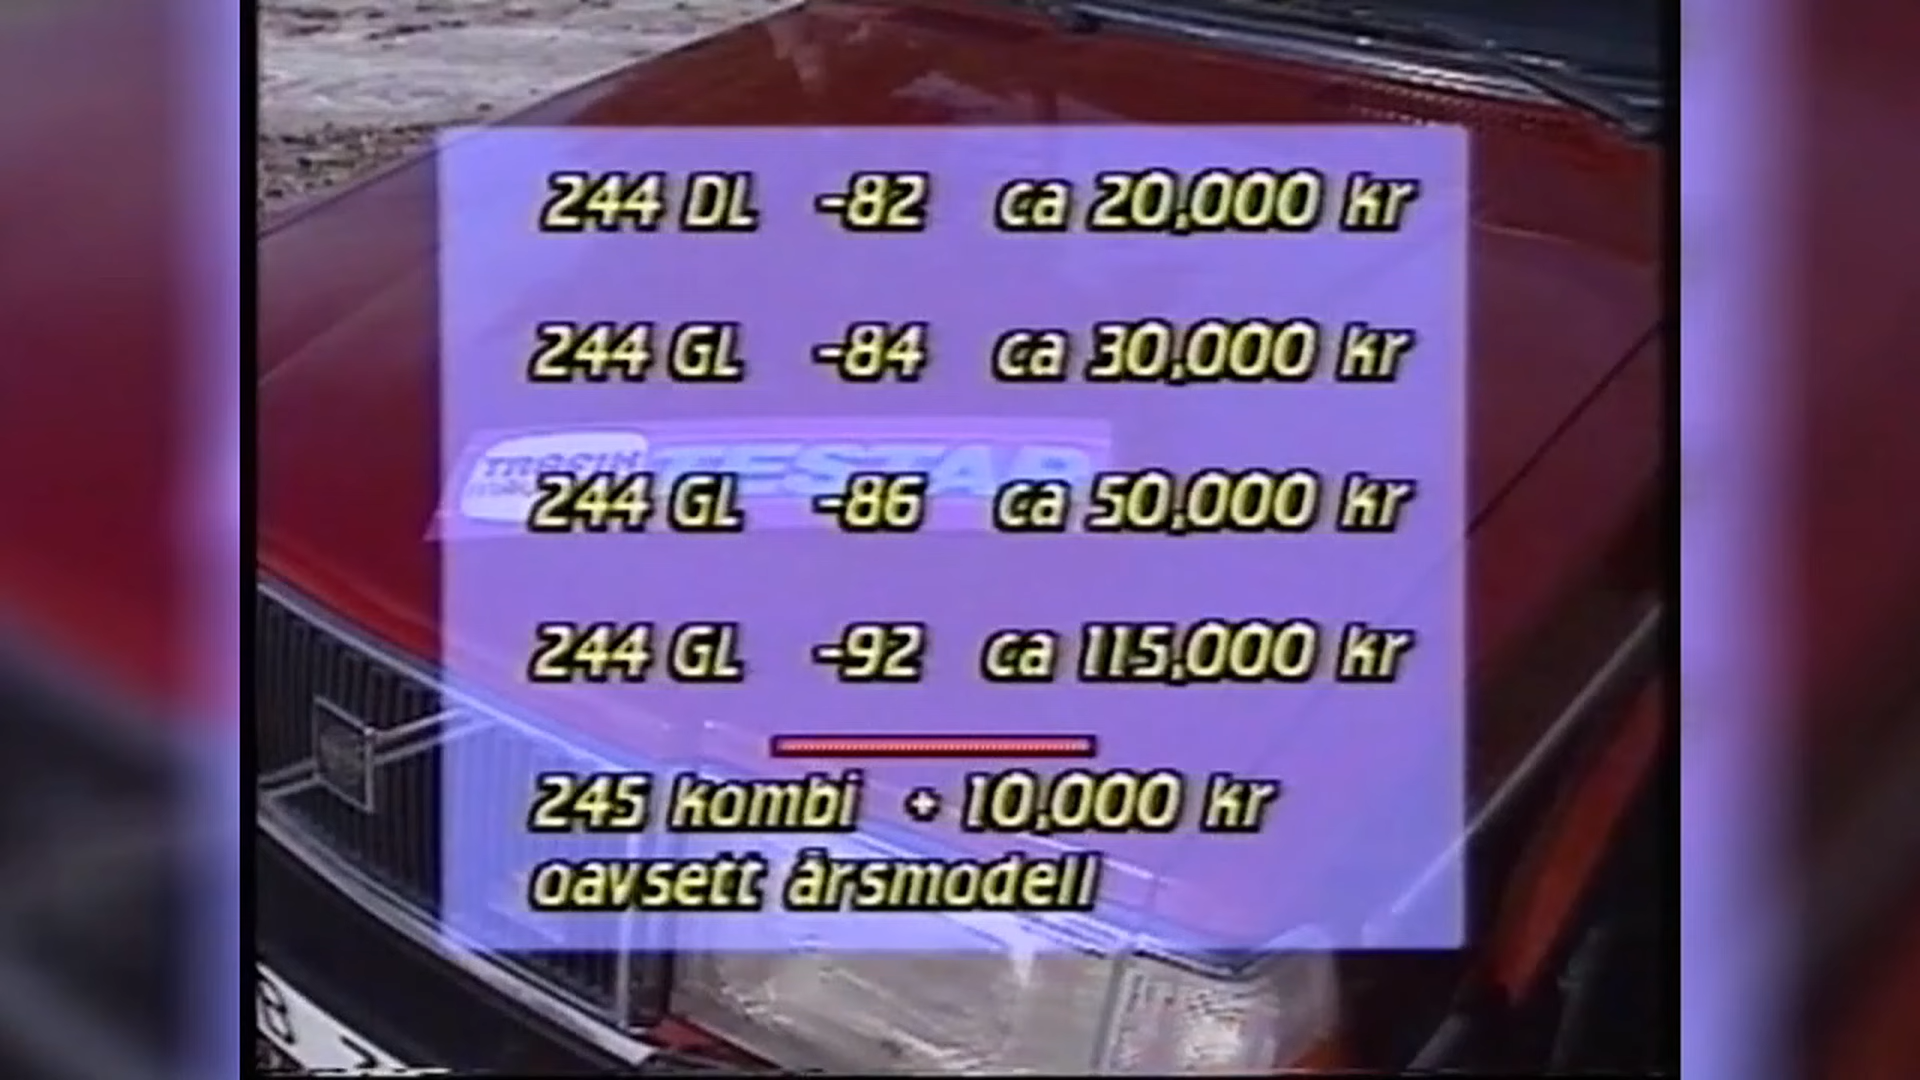 244 DL -82 ca 20,000 kr
244 GL -84 ca 30,000 kr
TESTAR
244 GL -86 ca 50,000 kr
244 GL -92 ca 115,000 kr
245 kombi + 10,000 kr
oavsett årsmodell